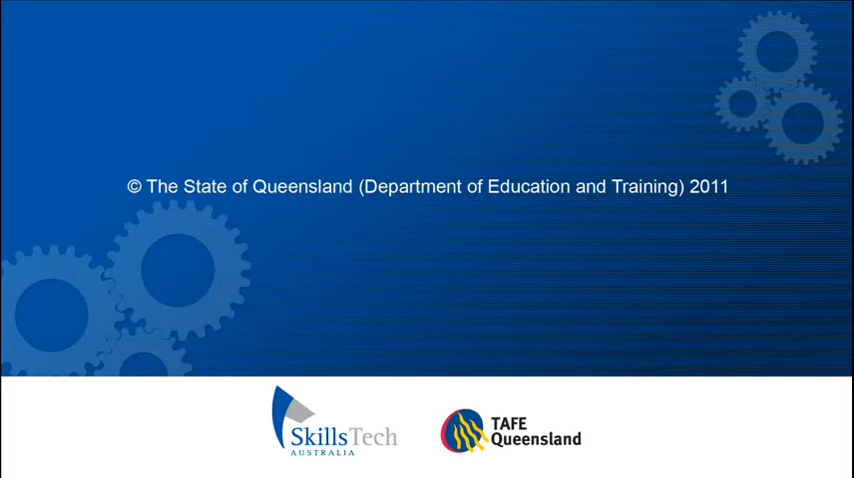 © The State of Queensland (Department of Education and Training) 2011
SkillsTech
AUSTRALIA
TAFE
Queensland